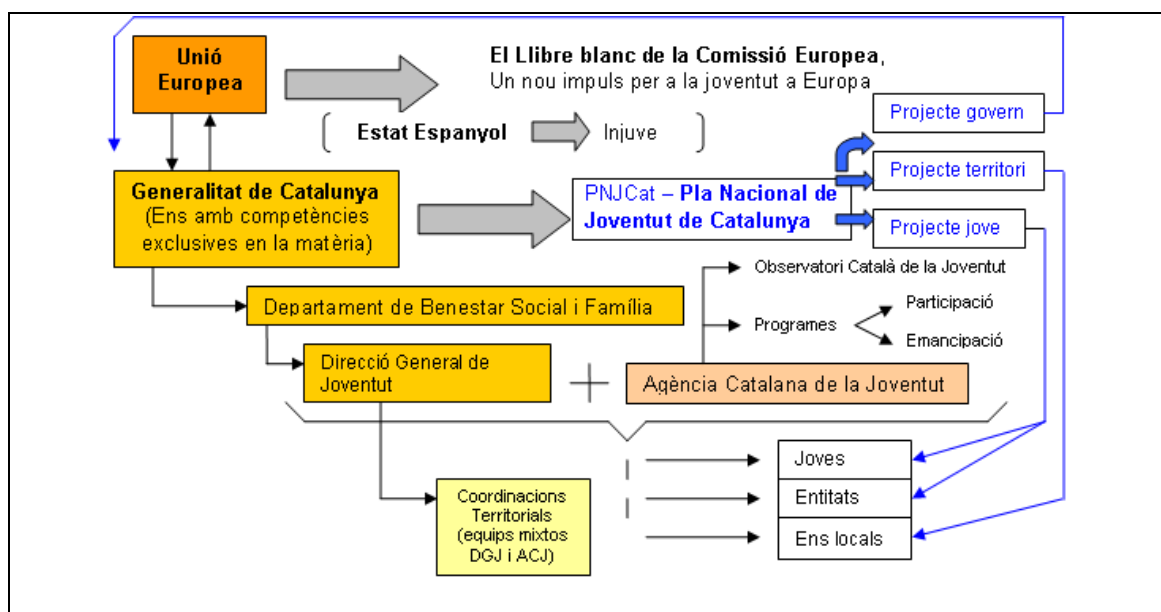 Unió
Europea
El Llibre blanc de la Comissió Europea,
Un nou impuls per a la joventut a Europa
Projecte govern
Estat Espanyol
Injuve
Generalitat de Catalunya
(Ens amb competències
exclusives en la matèria)
PNJCat – Pla Nacional de
Joventut de Catalunya
Projecte territori
Projecte jove
Observatori Català de la Joventut
Departament de Benestar Social i Família
Programes
Participació
Emancipació
Direcció General de
Joventut
+
Agència Catalana de la Joventut
Joves
Coordinacions
Territorials
(equips mixtos
DGJ i ACJ)
Entitats
Ens locals